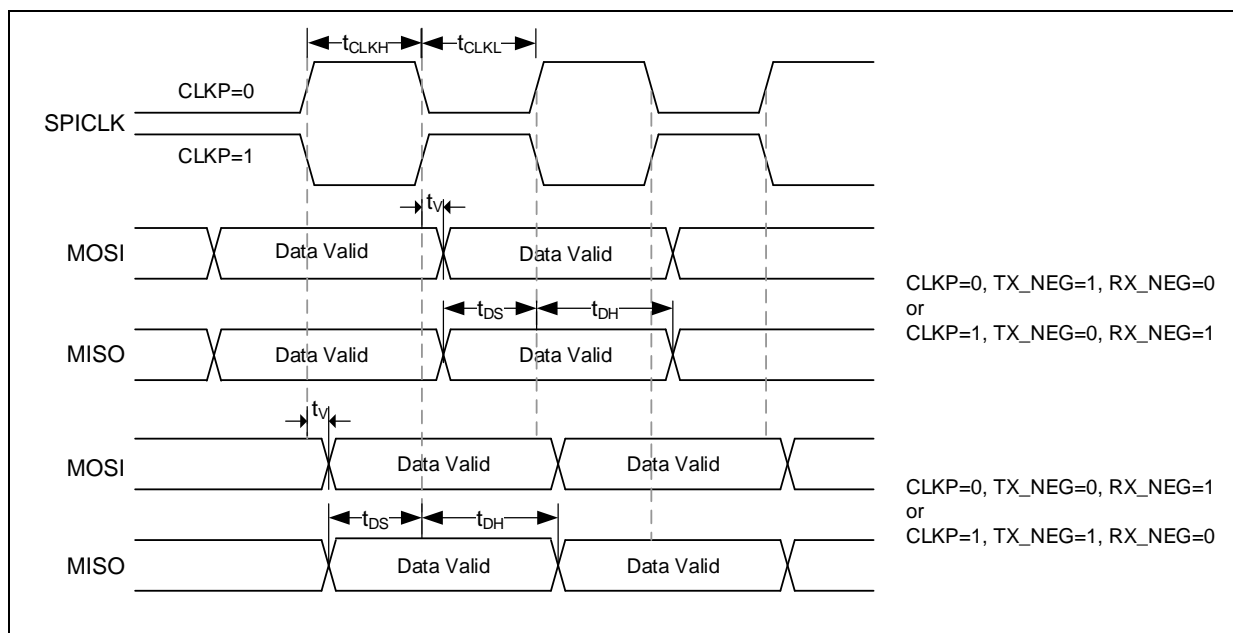 tCLKH tCLKL
CLKP=0
SPICLK
CLKP=1
tV
MOSI Data Valid Data Valid
CLKP=0, TX_NEG=1, RX_NEG=0
or
CLKP=1, TX_NEG=0, RX_NEG=1
tDS tDH
MISO Data Valid Data Valid
tV
MOSI Data Valid Data Valid
CLKP=0, TX_NEG=0, RX_NEG=1
or
CLKP=1, TX_NEG=1, RX_NEG=0
tDS tDH
MISO Data Valid Data Valid